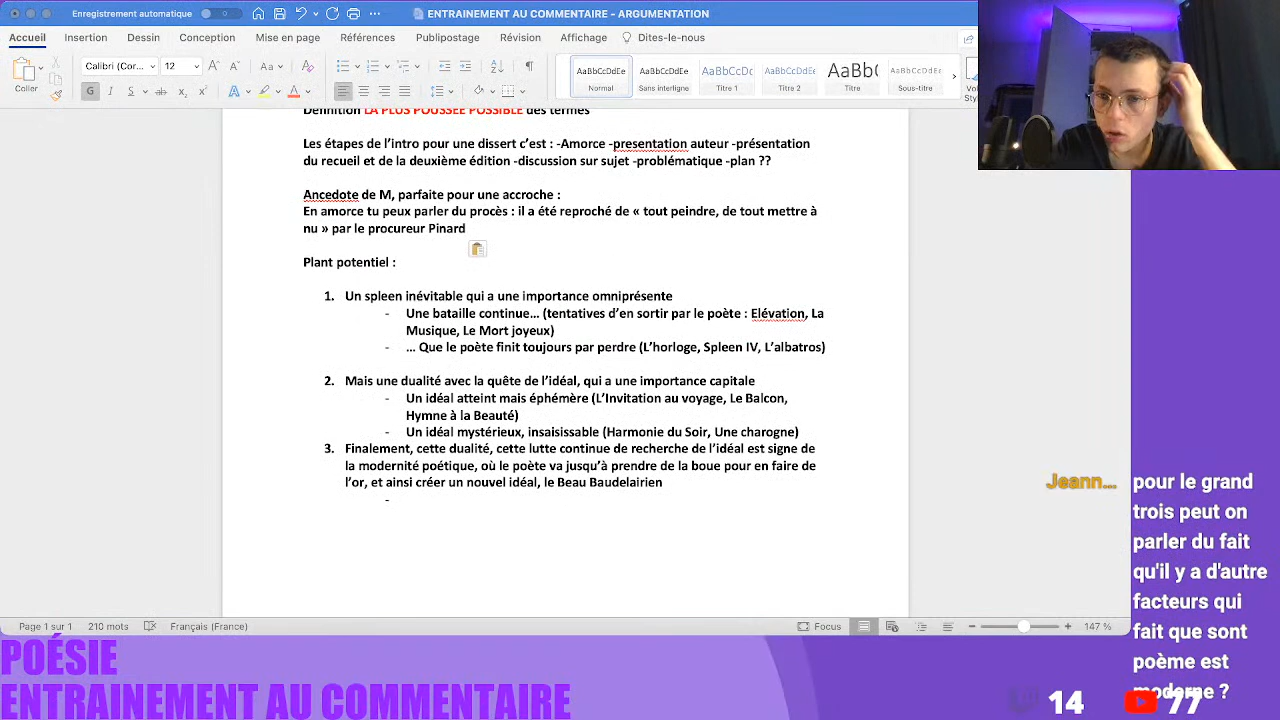 Enregistrement automatique
ENTRAINEMENT AU COMMENTAIRE - ARGUMENTATION
Accueil Insertion Dessin Conception Mise en page Références Publipostage Révision Affichage Dites-le-nous
Coller
Calibri (Cor... 12
G I S
AaBbCcDdEe AaBbCcDdEe AaBbCcDc AaBbCcDdEe AaBb( AaBbCcDdEe
Normal Sans interligne Titre 1 Titre 2 Titre Sous-titre
Définition LA PLUS POUSSÉE POSSIBLE des termes
Les étapes de l'intro pour une dissert c'est : -Amorce -presentation auteur -présentation
du recueil et de la deuxième édition -discussion sur sujet -problématique -plan ??
Ancedote de M, parfaite pour une accroche :
En amorce tu peux parler du procès : il a été reproché de « tout peindre, de tout mettre à
nu » par le procureur Pinard
Plant potentiel :
1. Un spleen inévitable qui a une importance omniprésente
- Une bataille continue… (tentatives d'en sortir par le poète : Elévation, La
Musique, Le Mort joyeux)
- … Que le poète finit toujours par perdre (L'horloge, Spleen IV, L'albatros)
2. Mais une dualité avec la quête de l'idéal, qui a une importance capitale
- Un idéal atteint mais éphémère (L'Invitation au voyage, Le Balcon,
Hymne à la Beauté)
- Un idéal mystérieux, insaisissable (Harmonie du Soir, Une charogne)
3. Finalement, cette dualité, cette lutte continue de recherche de l'idéal est signe de
la modernité poétique, où le poète va jusqu'à prendre de la boue pour en faire de
l'or, et ainsi créer un nouvel idéal, le Beau Baudelairien
-
Jeann... pour le grand
trois peut on
parler du fait
qu'il y a d'autre
facteurs qui
fait que sont
poème est
moderne ?
Page 1 sur 1 210 mots Français (France) Focus 147 %
POÉSIE
ENTRAINEMENT AU COMMENTAIRE
14 77